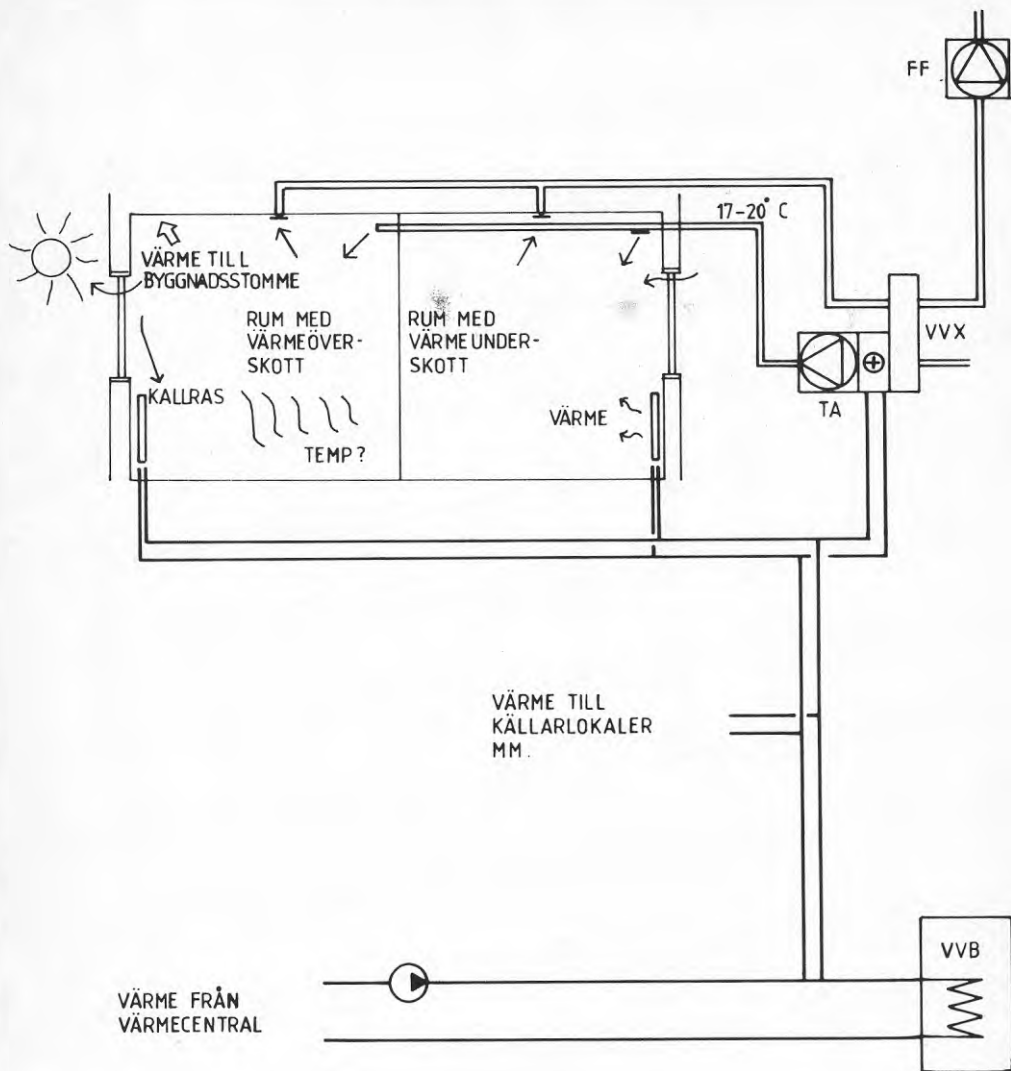 FF
17-20° C
VÄRME TILL
BYGGNADSSTOMME
RUM MED
VÄRMEÖVER-
SKOTT
RUM MED
VÄRMEUNDER-
SKOTT
VVX
TA
KALLRAS
VÄRME
TEMP?
VÄRME TILL
KÄLLARLOKALER
MM.
VVB
VÄRME FRÅN
VÄRMECENTRAL